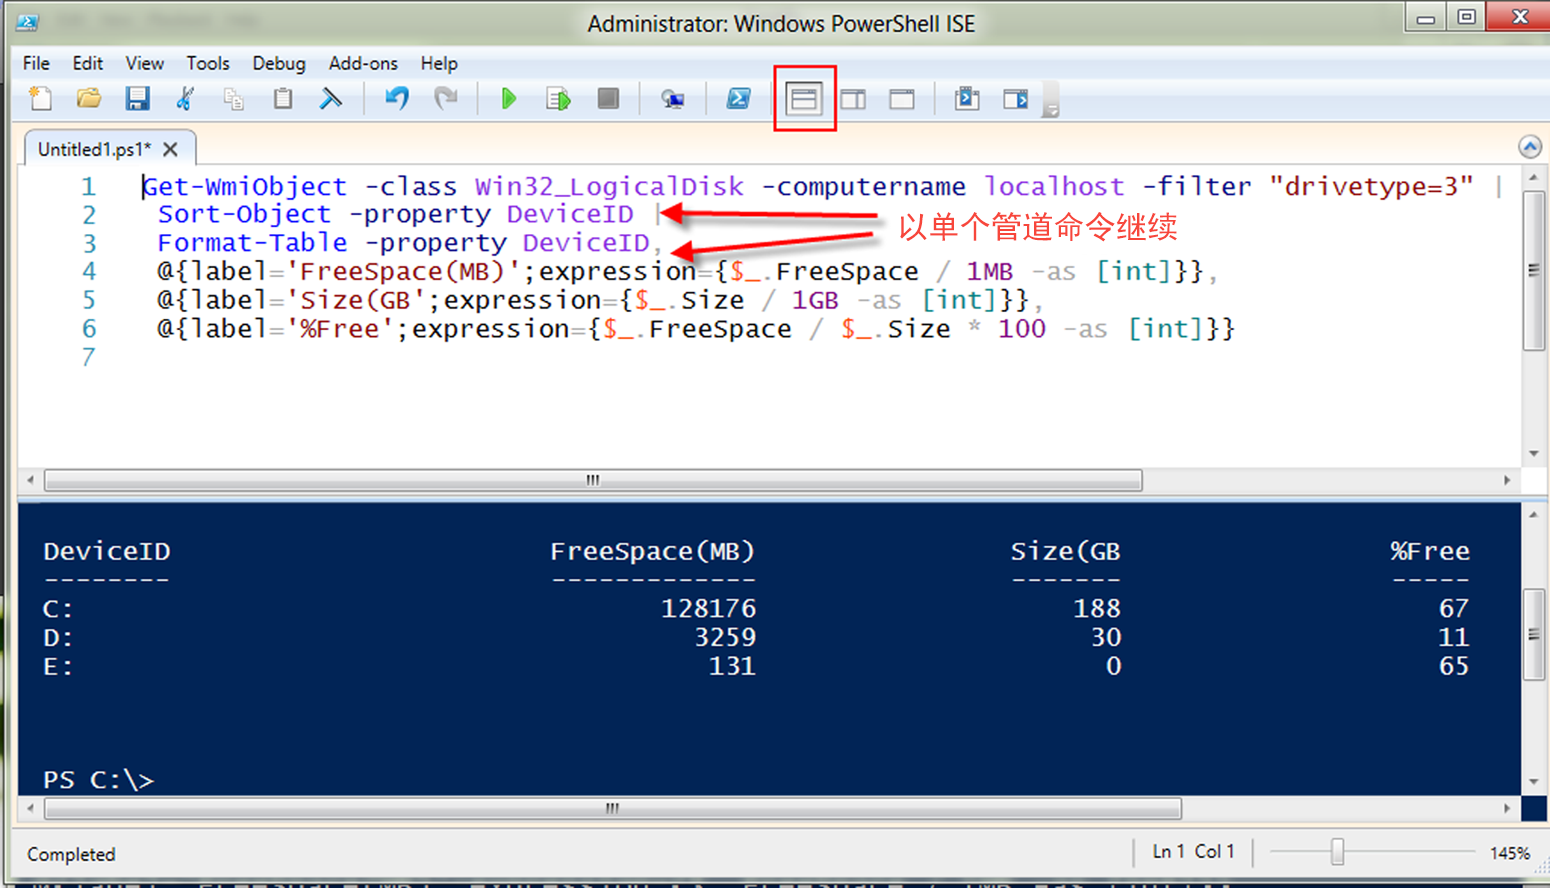 Administrator: Windows PowerShell ISE
File Edit View Tools Debug Add-ons Help
Untitled1.ps1*
1 Get-WmiObject -class Win32_LogicalDisk -computername localhost -filter "drivetype=3" |
2 Sort-Object -property DeviceID |
以单个管道命令继续
3 Format-Table -property DeviceID,
4 @{label='FreeSpace(MB)';expression={$_.FreeSpace / 1MB -as [int]}},
5 @{label='Size(GB';expression={$_.Size / 1GB -as [int]}},
6 @{label='%Free';expression={$_.FreeSpace / $_.Size * 100 -as [int]}}
7
DeviceID FreeSpace(MB) Size(GB %Free
-------- ------------- ------- -----
C: 128176 188 67
D: 3259 30 11
E: 131 0 65
PS C:\>
Completed Ln 1 Col 1 145%